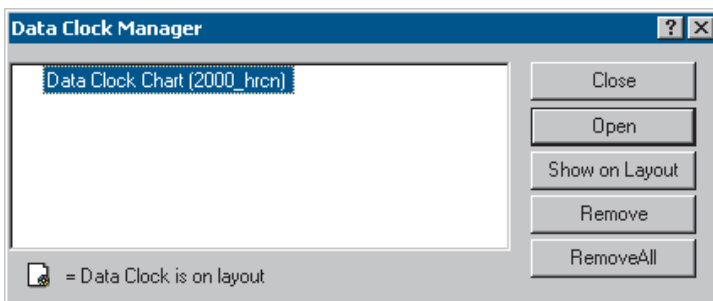 Data Clock Manager
?
Data Clock Chart (2000_hrcn)
Close
Open
Show on Layout
Remove
RemoveAll
= Data Clock is on layout